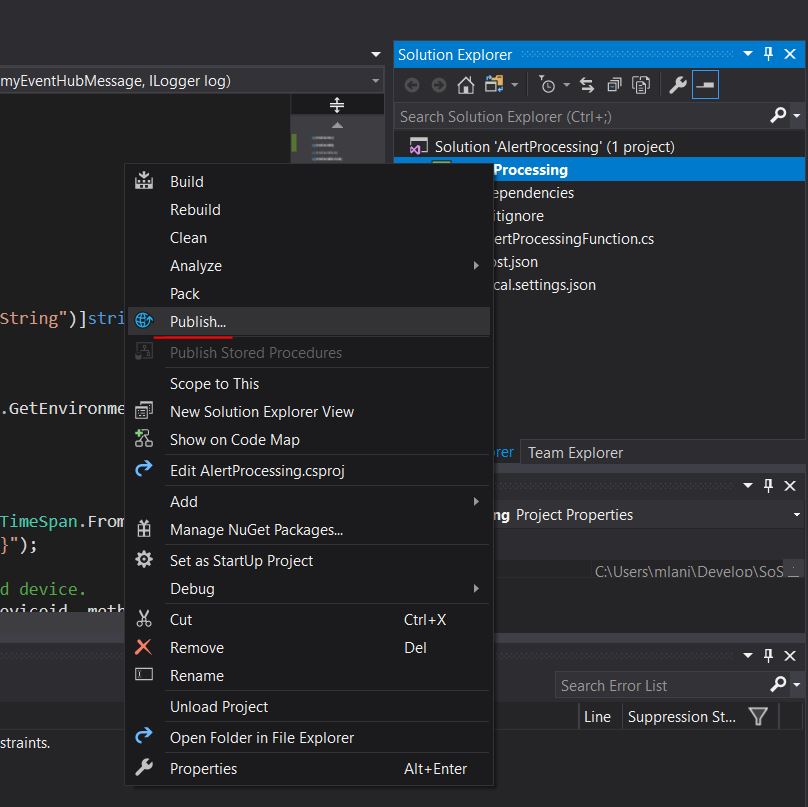 Solution Explorer
myEventHubMessage, ILogger log)
Search Solution Explorer (Ctrl+;)
Solution 'AlertProcessing' (1 project)
Processing
ependencies
itignore
ertProcessingFunction.cs
ost.json
cal.settings.json
Build
Rebuild
Clean
Analyze
Pack
String")]stri
Publish...
Publish Stored Procedures
Scope to This
.GetEnvironme
New Solution Explorer View
Show on Code Map
rer
Team Explorer
Edit AlertProcessing.csproj
Add
ng Project Properties
TimeSpan.From
Manage NuGet Packages...
}");
Set as StartUp Project
C:\Users\mlani\Develop\SoS
d device.
Debug
eviceid, meth
Cut Ctrl+X
Remove Del
Rename
Search Error List
Unload Project
Line
Suppression St...
Open Folder in File Explorer
straints.
Properties Alt+Enter